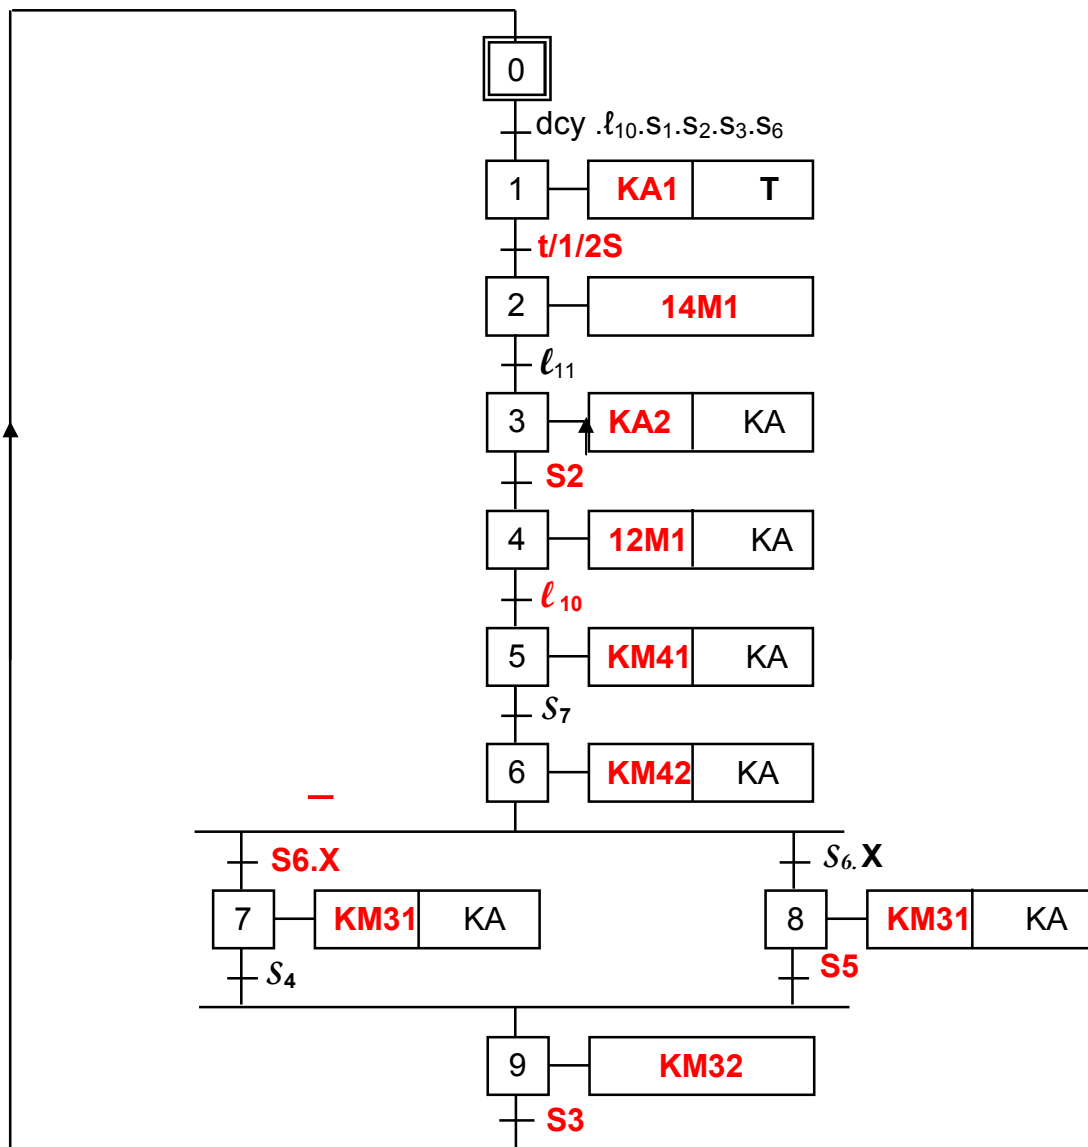 0
dcy .ℓ10.s1.s2.s3.s6
1 KA1 T
t/1/2S
2 14M1
ℓ11
3 KA2 KA
S2
4 12M1 KA
ℓ10
5 KM41 KA
S7
6 KM42 KA
S6.X S6.X
7 KM31 KA 8 KM31 KA
S4 S5
9 KM32
S3